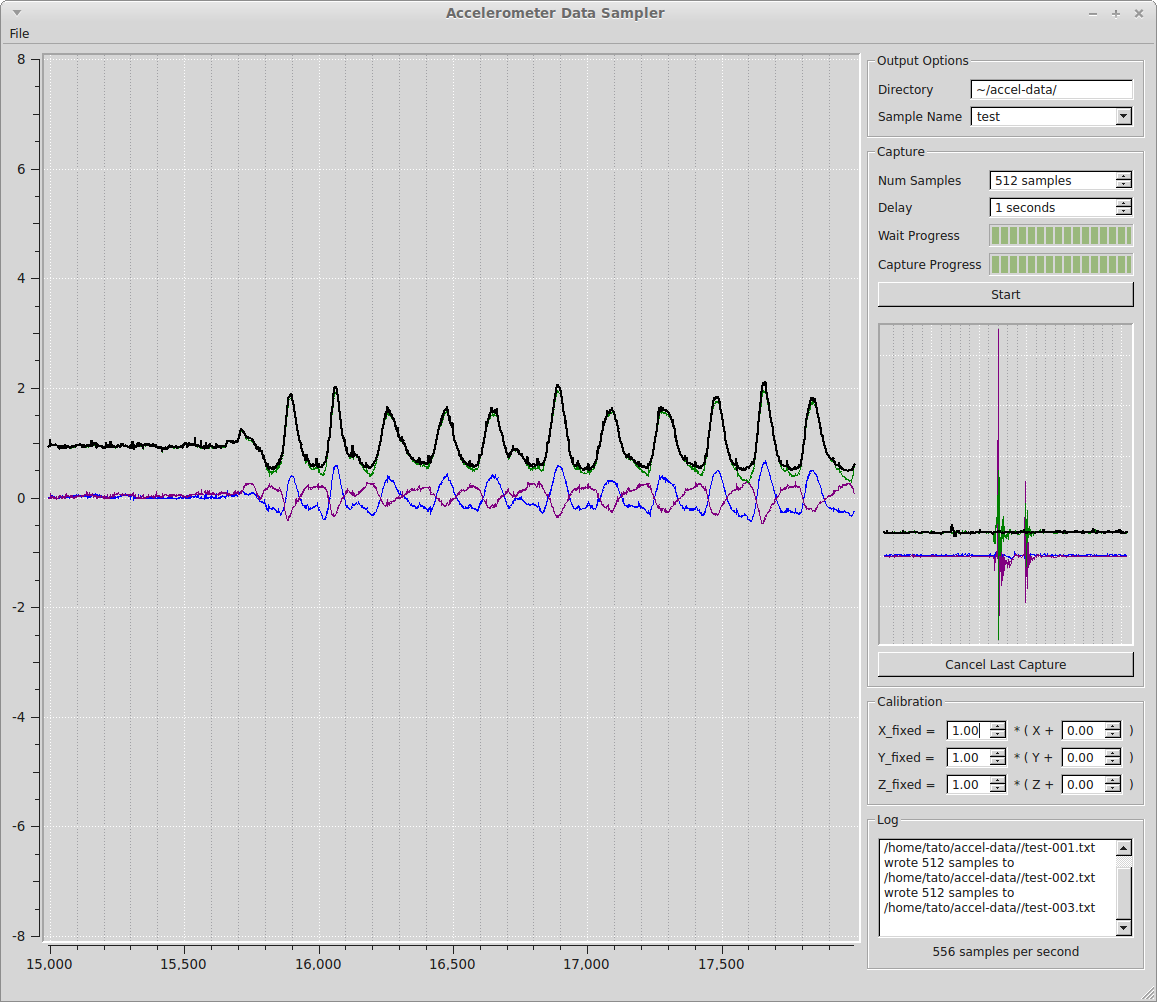 Accelerometer Data Sampler
File
8
6
4
2
0
-2
-4
-6
-8
15,000 15,500 16,000 16,500 17,000 17,500
Output Options
Directory ~/accel-data/
Sample Name test
Capture
Num Samples 512 samples
Delay 1 seconds
Wait Progress
Capture Progress
Start
Cancel Last Capture
Calibration
X_fixed = 1.00 * ( X + 0.00 )
Y_fixed = 1.00 * ( Y + 0.00 )
Z_fixed = 1.00 * ( Z + 0.00 )
Log
/home/tato/accel-data//test-001.txt
wrote 512 samples to
/home/tato/accel-data//test-002.txt
wrote 512 samples to
/home/tato/accel-data//test-003.txt
556 samples per second